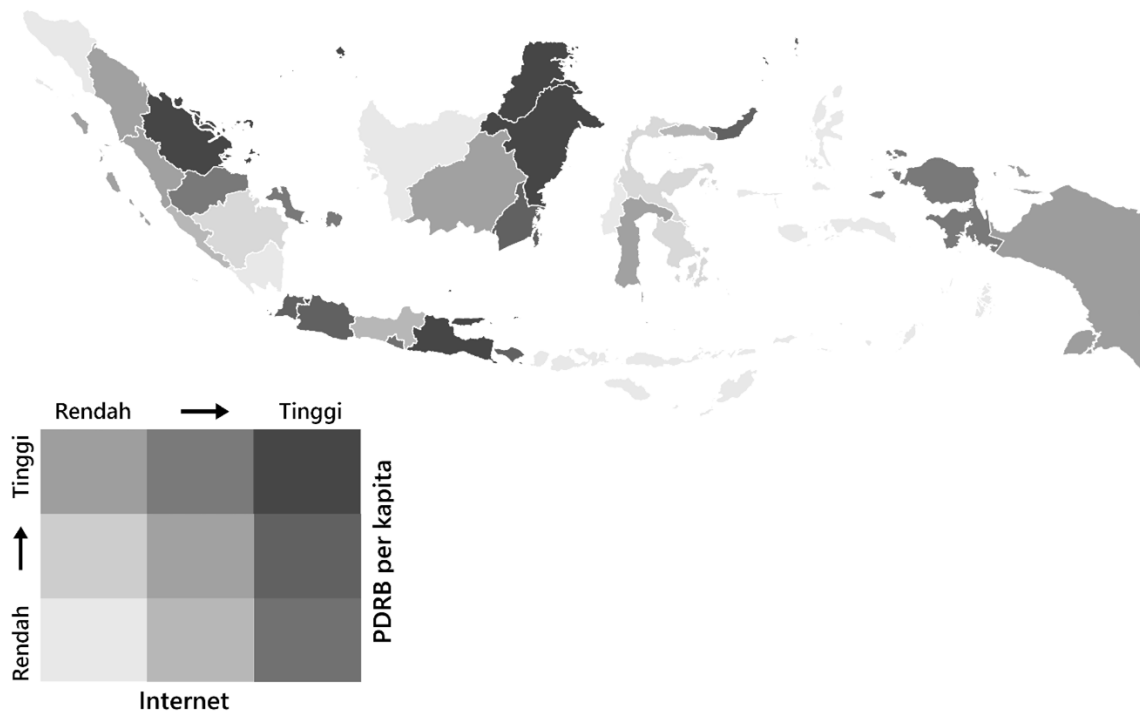 Rendah → Tinggi
Tinggi
→
Rendah
PDRB per kapita
Internet